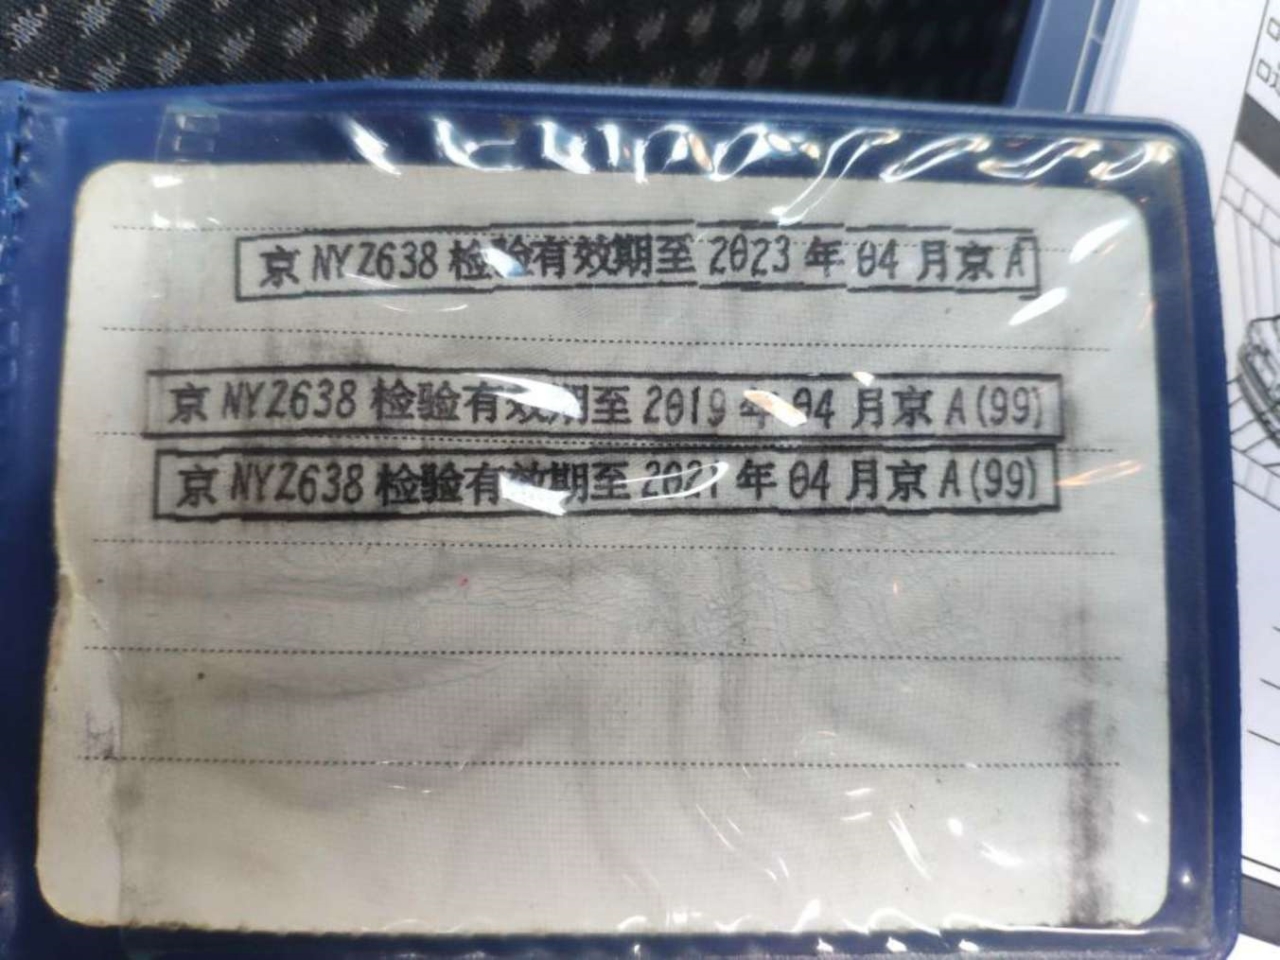 京 NYZ638 检验有效期至 2023 年 04 月京 A
京 NYZ638 检验有效期至 2019 年 04 月京 A(99)
京 NYZ638 检验有效期至 2021 年 04 月京 A(99)